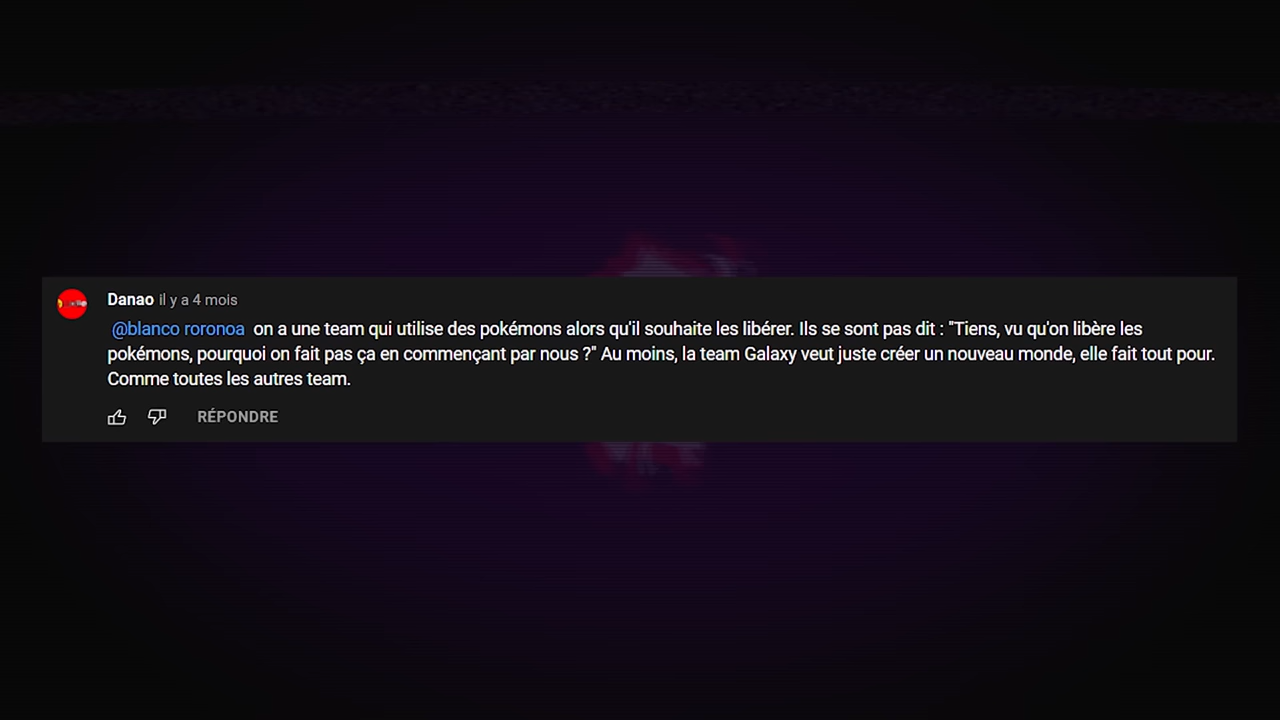 Danao il y a 4 mois
@blanco roronoa on a une team qui utilise des pokémons alors qu'il souhaite les libérer. Ils se sont pas dit : "Tiens, vu qu'on libère les
pokémons, pourquoi on fait pas ça en commençant par nous ?" Au moins, la team Galaxy veut juste créer un nouveau monde, elle fait tout pour.
Comme toutes les autres team.
RÉPONDRE